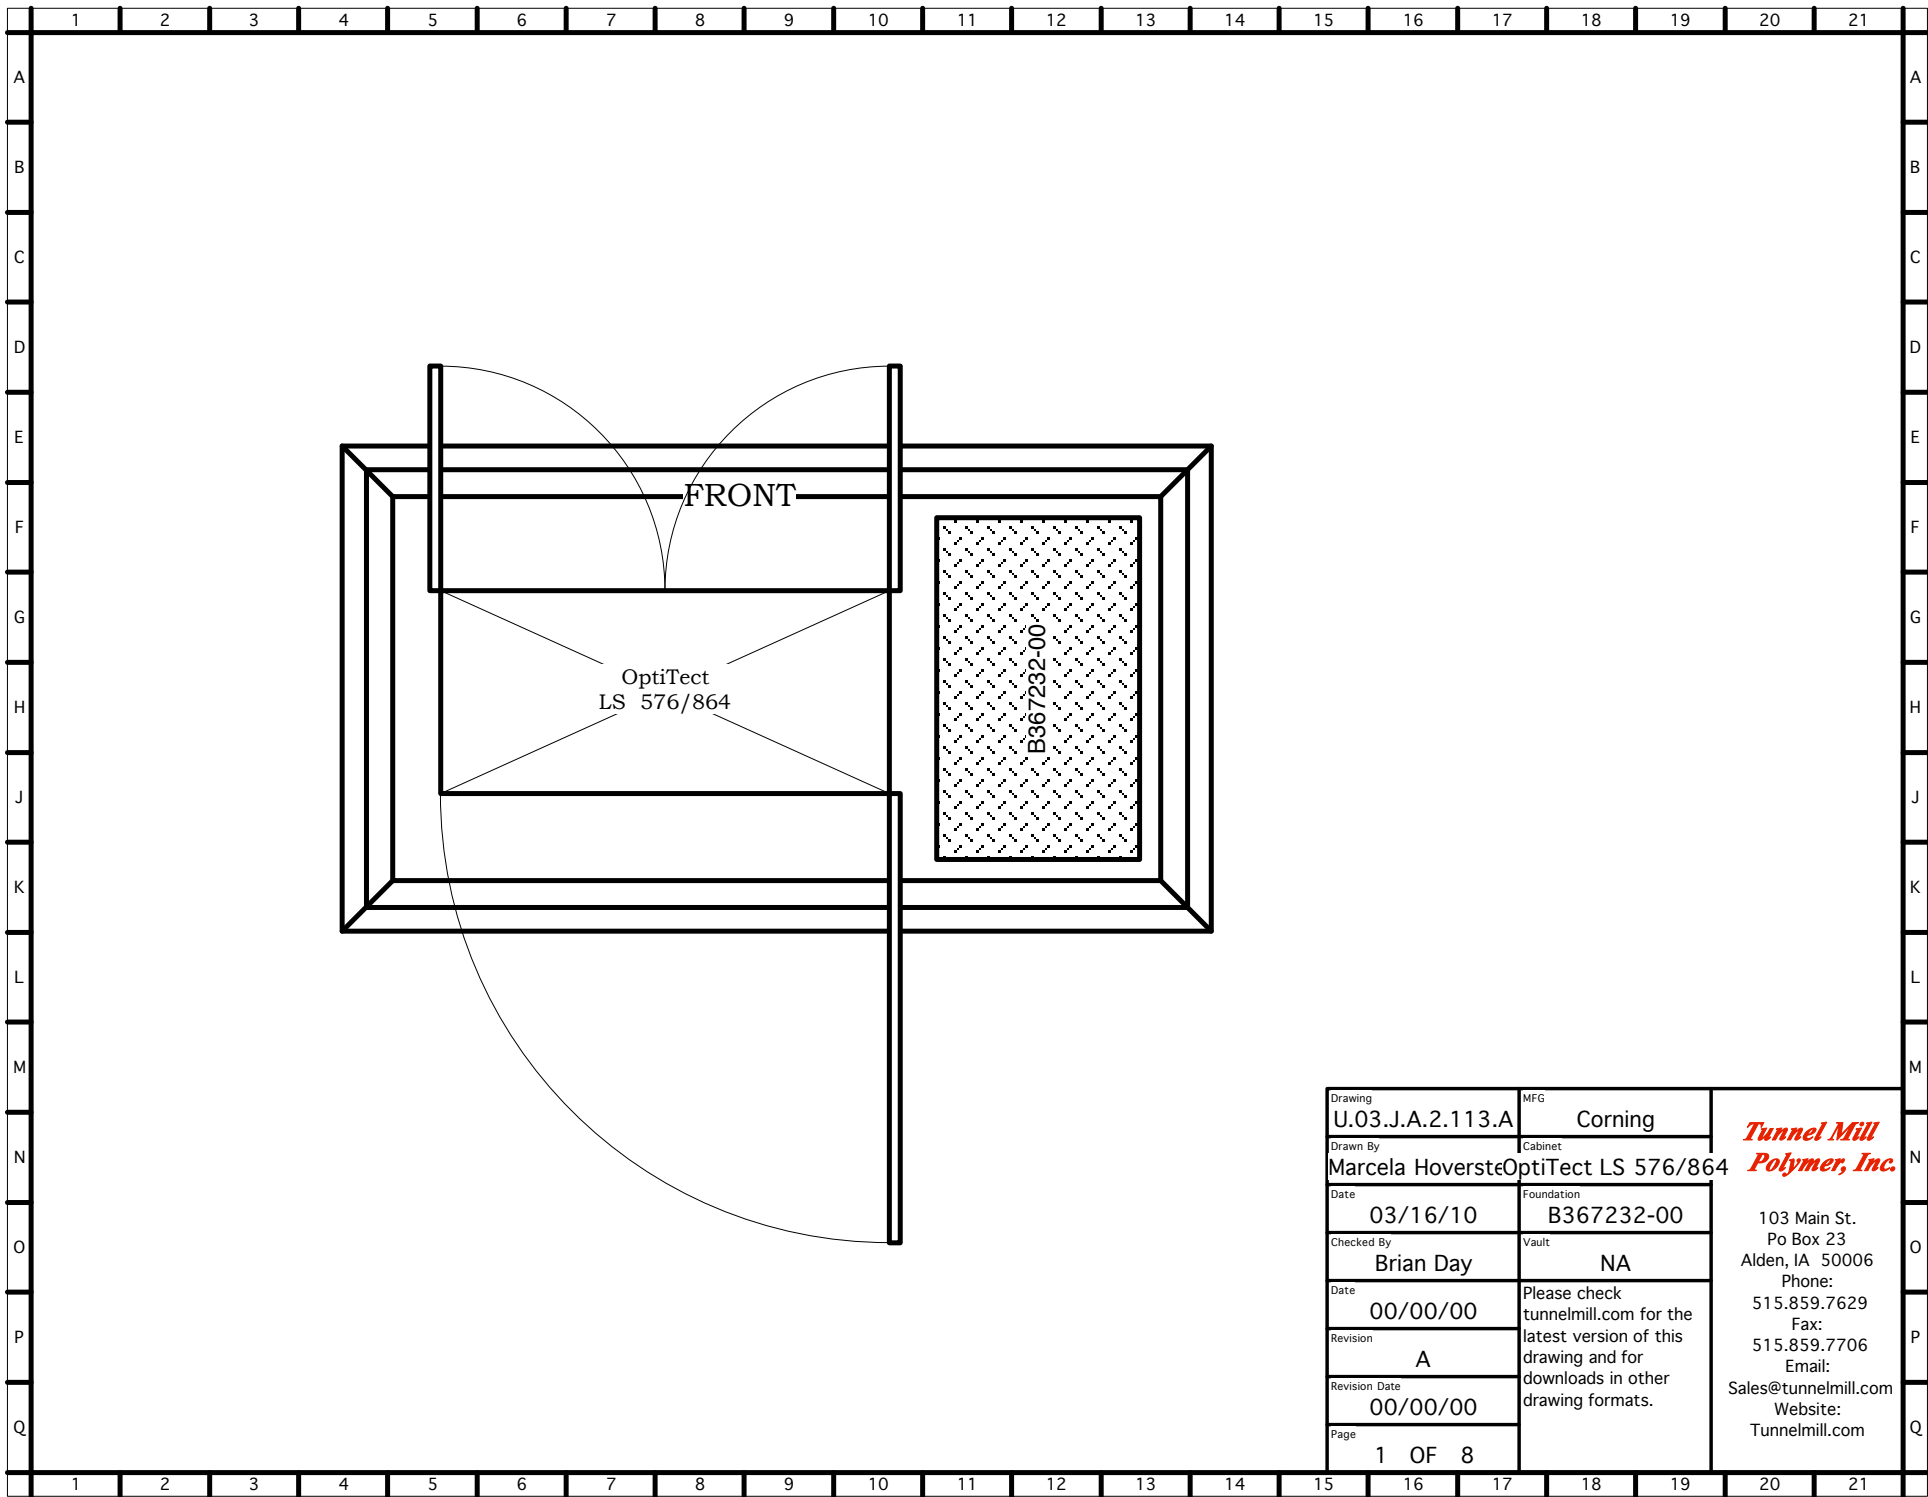 1 2 3 4 5 6 7 8 9 10 11 12 13 14 15 16 17 18 19 20 21
A A
B B
C C
D D
E E
F F
G G
H H
J J
K K
L L
M M
N N
O O
P P
Q Q
FRONT
OptiTect
LS 576/864
B367232-00
Drawing
U.03.J.A.2.113.A
MFG
Corning
Drawn By
Marcela Hoverste
Cabinet
OptiTect LS 576/864
Date
03/16/10
Foundation
B367232-00
Checked By
Brian Day
Vault
NA
Date
00/00/00
Revision
A
Revision Date
00/00/00
Page
1 OF 8
Please check
tunnelmill.com for the
latest version of this
drawing and for
downloads in other
drawing formats.
Tunnel Mill
Polymer, Inc.
103 Main St.
Po Box 23
Alden, IA 50006
Phone:
515.859.7629
Fax:
515.859.7706
Email:
Sales@tunnelmill.com
Website:
Tunnelmill.com
1 2 3 4 5 6 7 8 9 10 11 12 13 14 15 16 17 18 19 20 21